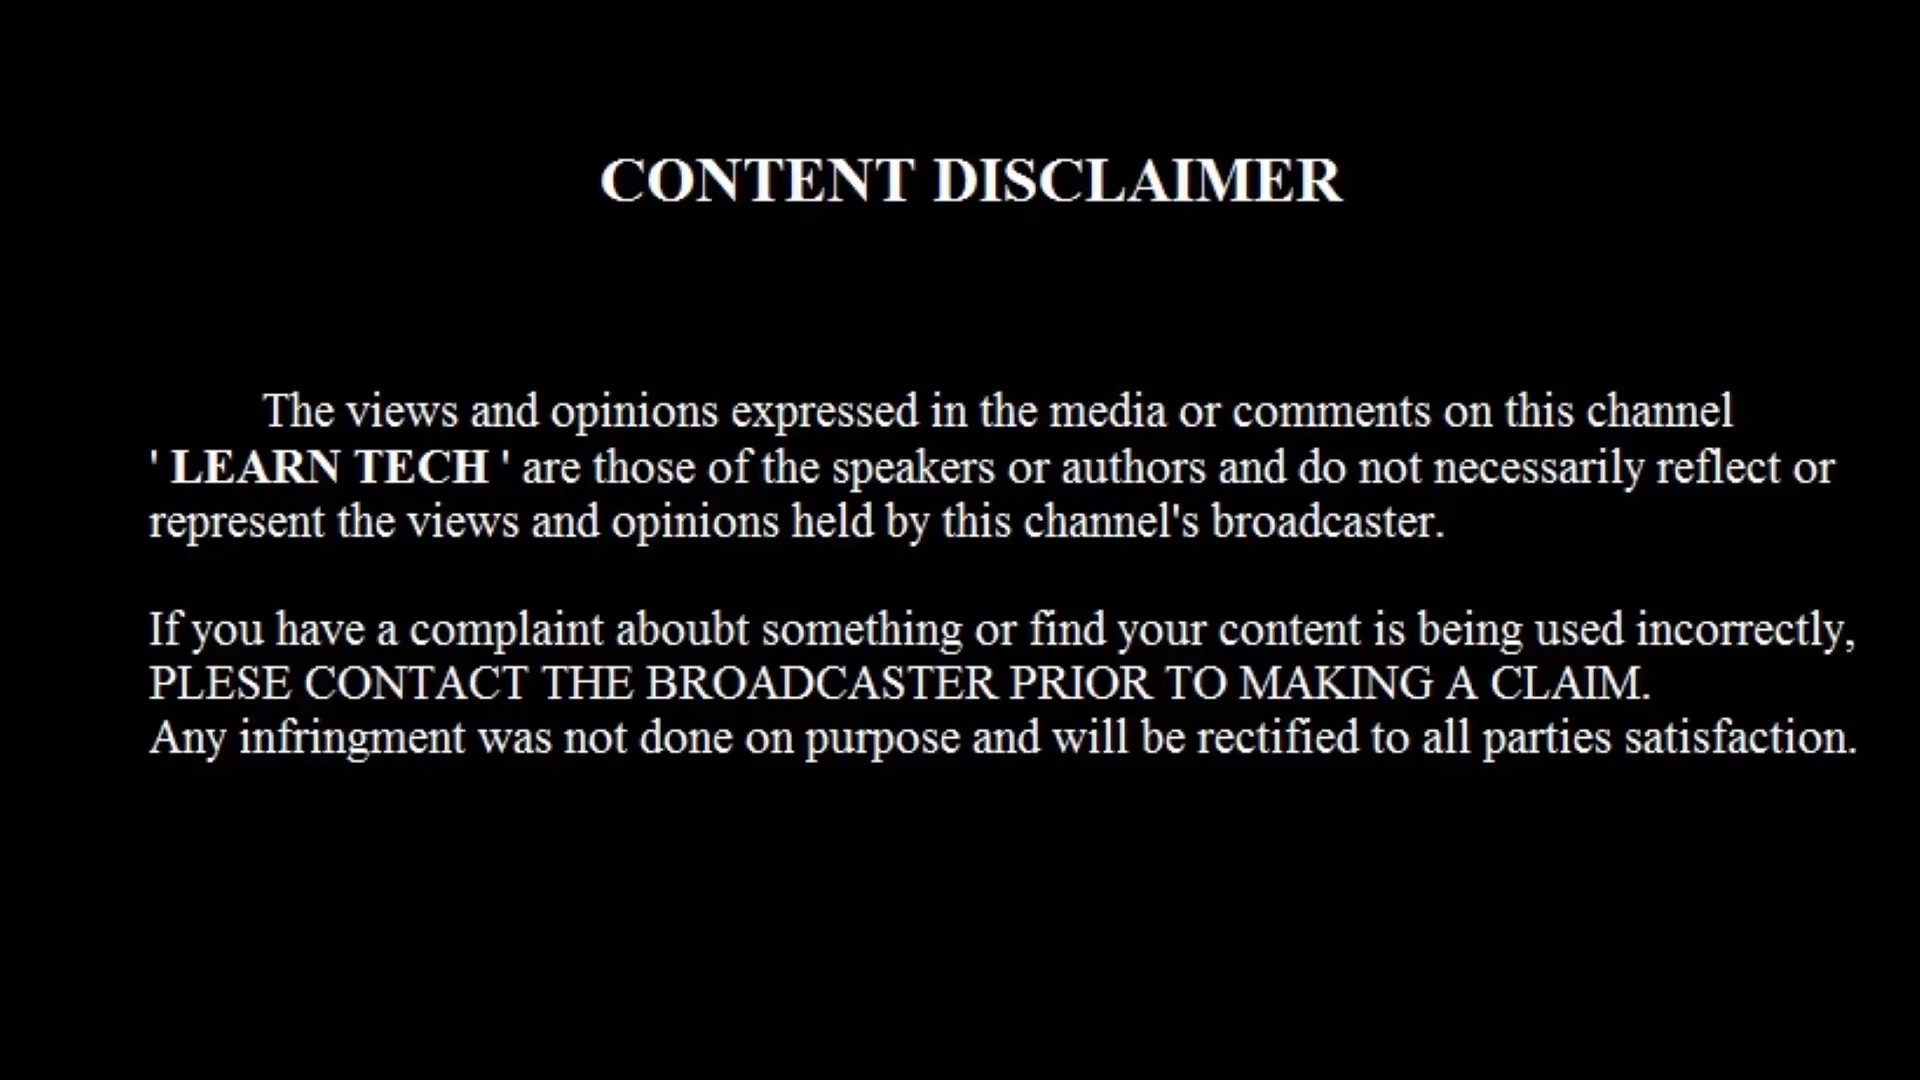 CONTENT DISCLAIMER
The views and opinions expressed in the media or comments on this channel
' LEARN TECH ' are those of the speakers or authors and do not necessarily reflect or
represent the views and opinions held by this channel's broadcaster.
If you have a complaint aboubt something or find your content is being used incorrectly,
PLESE CONTACT THE BROADCASTER PRIOR TO MAKING A CLAIM.
Any infringment was not done on purpose and will be rectified to all parties satisfaction.